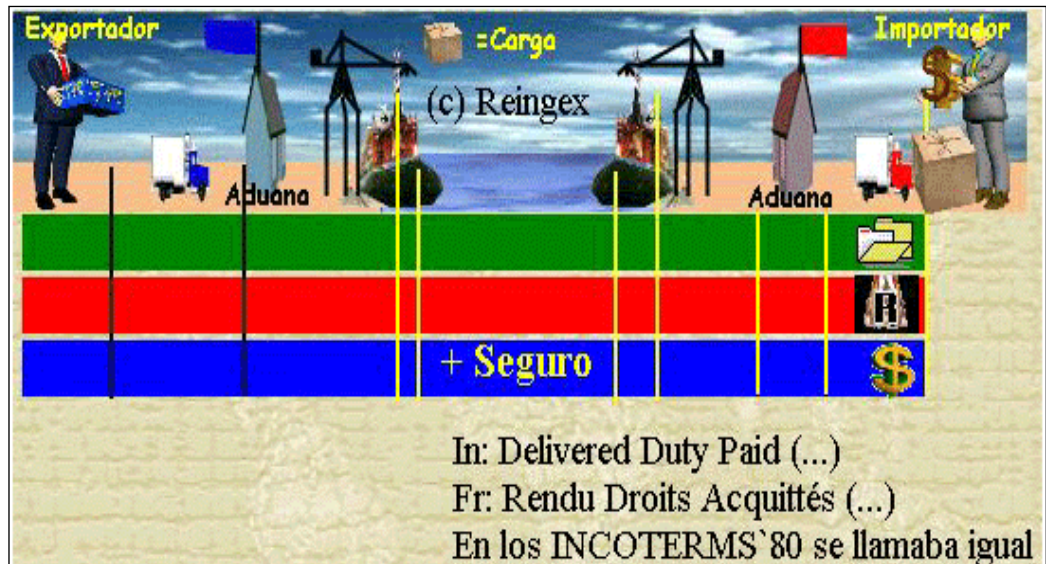 Exportador
=Carga
Importador
(c) Reingex
Aduana
Aduana
R
+ Seguro
$
In: Delivered Duty Paid (...)
Fr: Rendu Droits Acquittés (...)
En los INCOTERMS`80 se llamaba igual